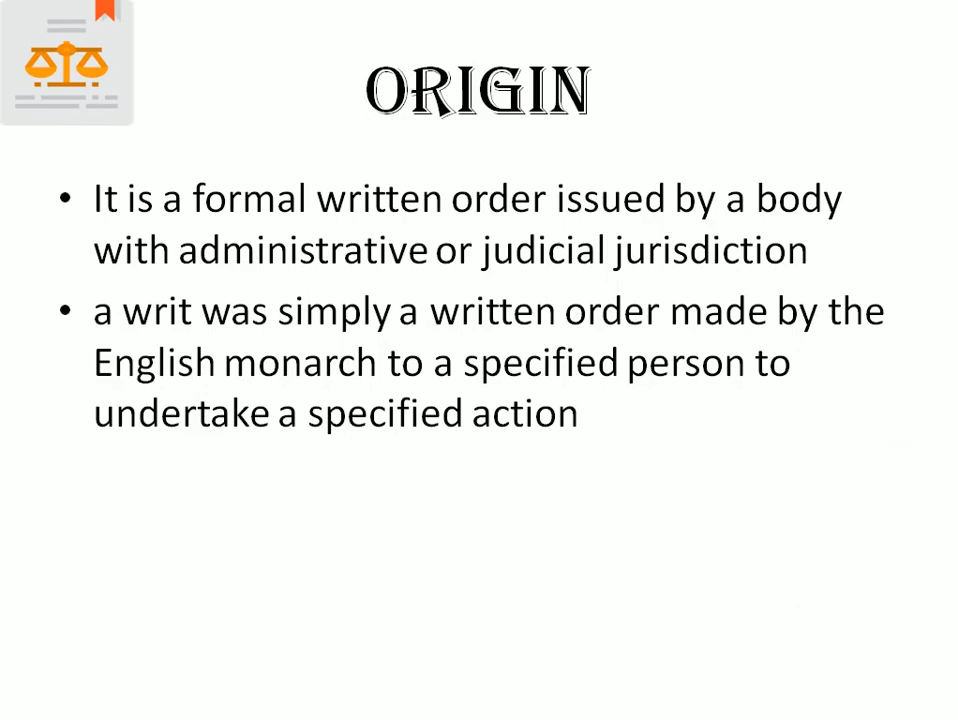 ORIGIN
• It is a formal written order issued by a body
with administrative or judicial jurisdiction
• a writ was simply a written order made by the
English monarch to a specified person to
undertake a specified action